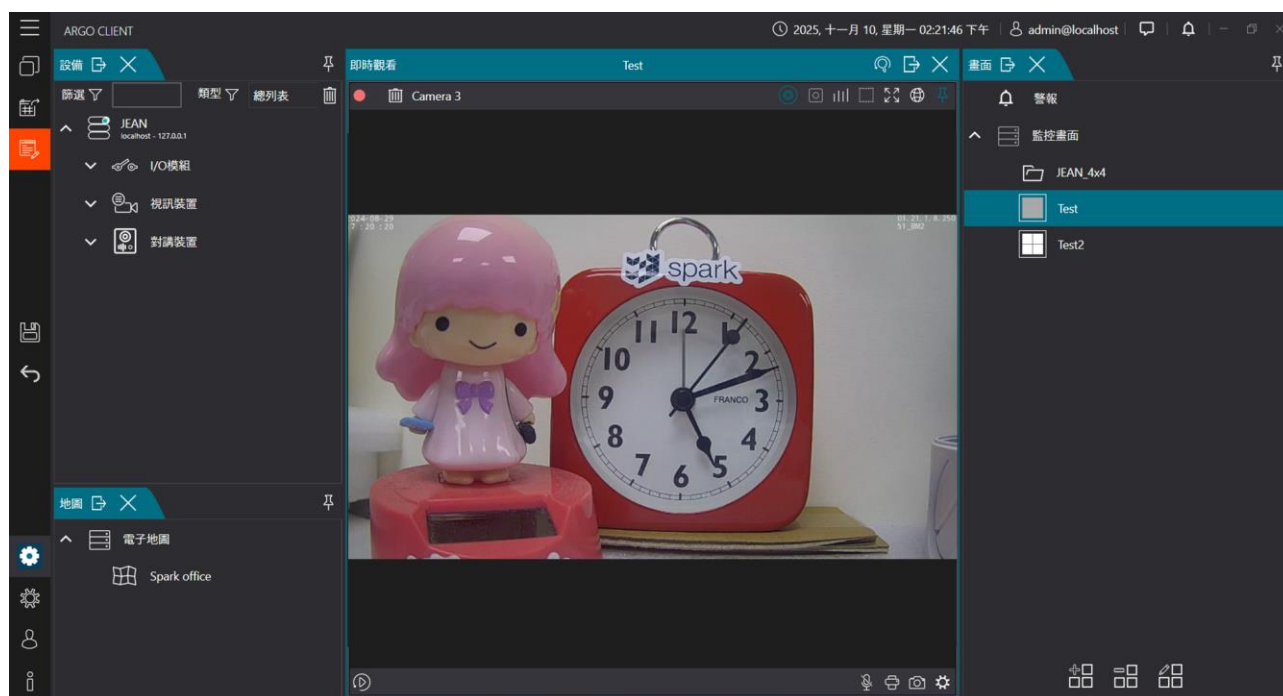 ARGO CLIENT
2025, 十一月 10, 星期一 02:21:46 下午
admin@localhost
設備
篩選
類型
總列表
JEAN
localhost - 127.0.0.1
I/O模組
視訊裝置
對講裝置
地圖
電子地圖
Spark office
即時觀看
Test
Camera 3
spark
12
1
2
3
4
5
6
7
8
9
10
11
FRANCO
畫面
警報
監控畫面
JEAN_4x4
Test
Test2